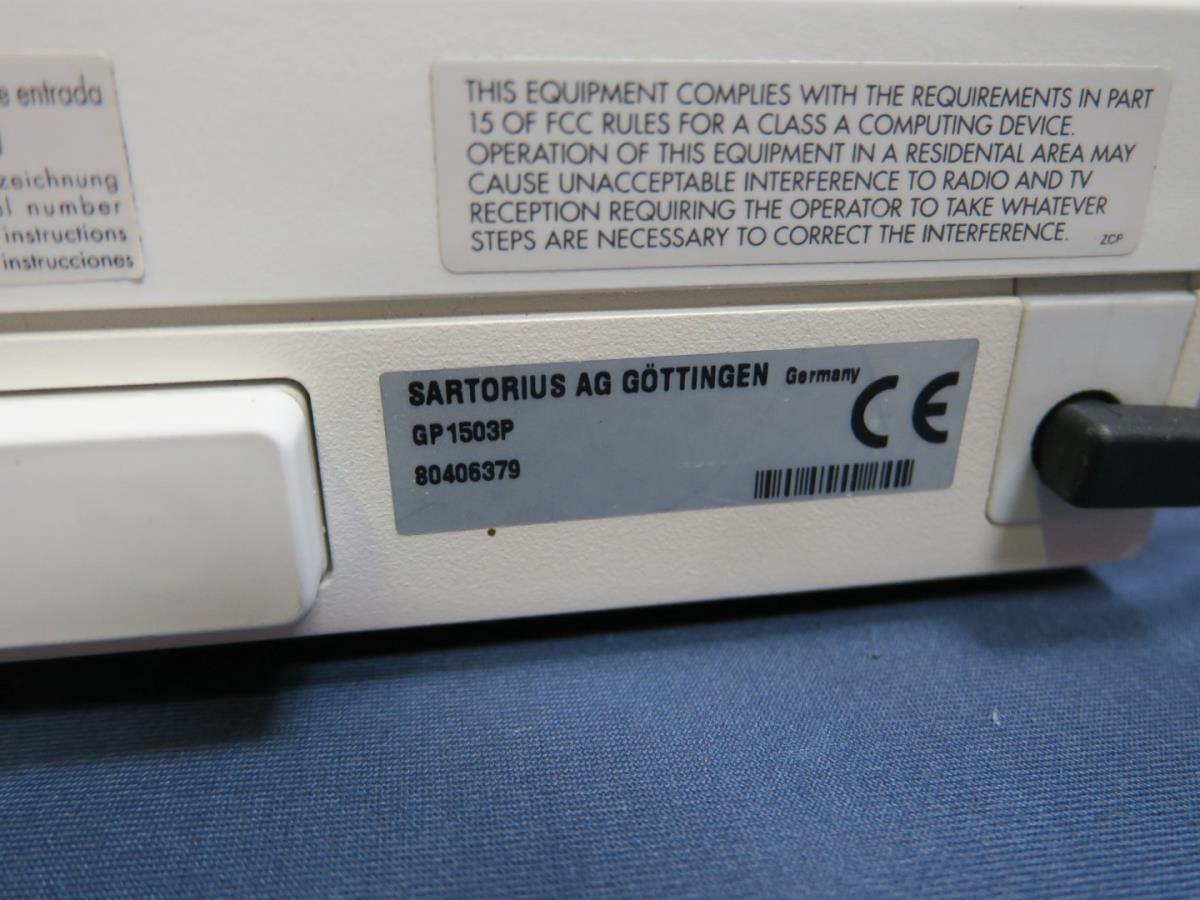 e entrada
zeichnung
el number
instructions
instrucciones
THIS EQUIPMENT COMPLIES WITH THE REQUIREMENTS IN PART
15 OF FCC RULES FOR A CLASS A COMPUTING DEVICE.
OPERATION OF THIS EQUIPMENT IN A RESIDENTAL AREA MAY
CAUSE UNACCEPTABLE INTERFERENCE TO RADIO AND TV
RECEPTION REQUIRING THE OPERATOR TO TAKE WHATEVER
STEPS ARE NECESSARY TO CORRECT THE INTERFERENCE. ZCP
SARTORIUS AG GÖTTINGEN Germany
CE
GP1503P
80406379